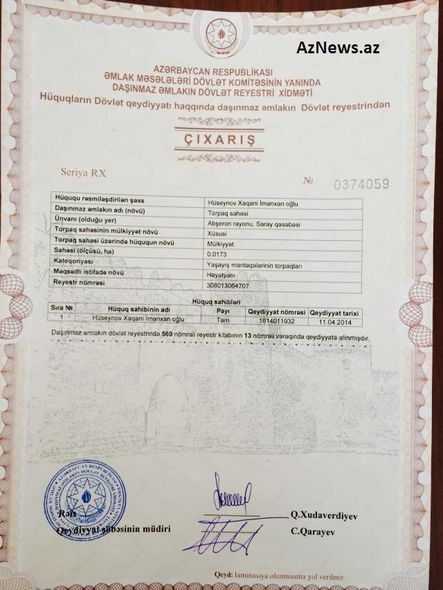 AzNews.az
AZƏRBAYCAN RESPUBLİKASI
ƏMLAK MƏSƏLƏLƏRİ DÖVLƏT KOMİTƏSİNİN YANINDA
DAŞINMAZ ƏMLAKIN DÖVLƏT REYESTRİ XİDMƏTİ
Hüquqların Dövlət qeydiyyatı haqqında daşınmaz əmlakın Dövlət reyestrindən
ÇIXARIŞ
Seriya RX № 0374059
Hüququ rəsmiləşdirilən şəxs Hüseynov Xaqani İmanxan oğlu
Daşınmaz əmlakın adı (növü) Torpaq sahəsi
Ünvanı (olduğu yer) Abşeron rayonu, Saray qəsəbəsi
Torpaq sahəsinin mülkiyyət növü Xüsusi
Torpaq sahəsi üzərində hüququn növü Mülkiyyət
Sahəsi (ölçüsü, ha) 0.0173
Kateqoriyası Yaşayış məntəqələrinin torpaqları
Məqsədli istifadə növü Həyətyanı
Reyestr nömrəsi 308013064707
Hüquq sahibləri
Sıra № Hüquq sahibinin adı Payı Qeydiyyat nömrəsi Qeydiyyat tarixi
1 Hüseynov Xaqani İmanxan oğlu Tam 1614011932 11.04.2014
Daşınmaz əmlakın dövlət reyestrində 560 nömrəli reyestr kitabının 13 nömrəli vərəqində qeydiyyata alınmışdır.
Rəis Q.Xudaverdiyev
Qeydiyyat şöbəsinin müdiri C.Qarayev
Qeyd: laminasiya olunmasına yol verilmir